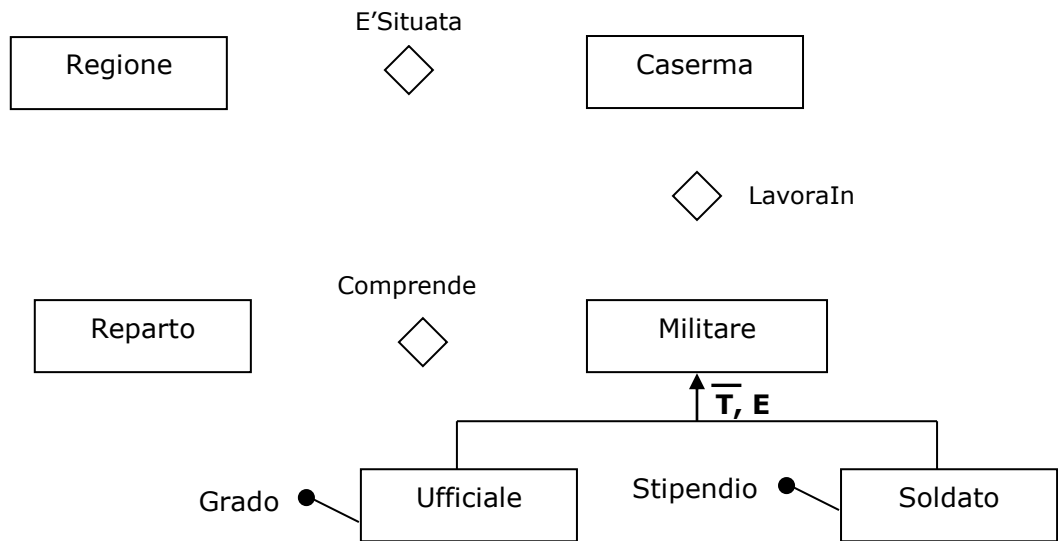 E'Situata
Regione
Caserma
LavoraIn
Comprende
Reparto
Militare
T̅, E
Grado
Ufficiale
Stipendio
Soldato